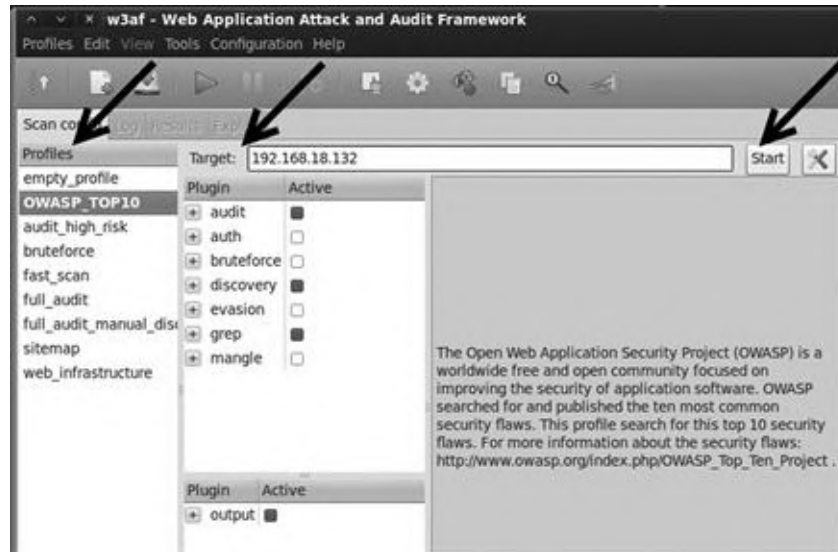 w3af - Web Application Attack and Audit Framework
Profiles Edit View Tools Configuration Help
Scan Log
Profiles
empty_profile
OWASP_TOP10
audit_high_risk
bruteforce
fast_scan
full_audit
full_audit_manual_disc
sitemap
web_infrastructure
Target: 192.168.18.132 Start
Plugin Active
audit
auth
bruteforce
discovery
evasion
grep
mangle
The Open Web Application Security Project (OWASP) is a
worldwide free and open community focused on
improving the security of application software. OWASP
searched for and published the ten most common
security flaws. This profile search for this top 10 security
flaws. For more information about the security flaws:
http://www.owasp.org/index.php/OWASP_Top_Ten_Project .
Plugin Active
output